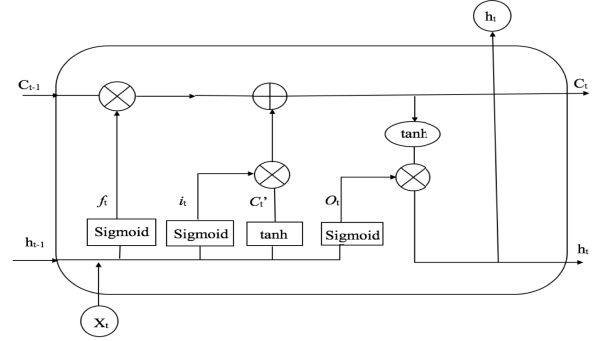 hₜ
Cₜ₋₁
Cₜ
tanh
fₜ
iₜ
Cₜ'
Oₜ
Sigmoid
Sigmoid
tanh
Sigmoid
hₜ₋₁
hₜ
Xₜ